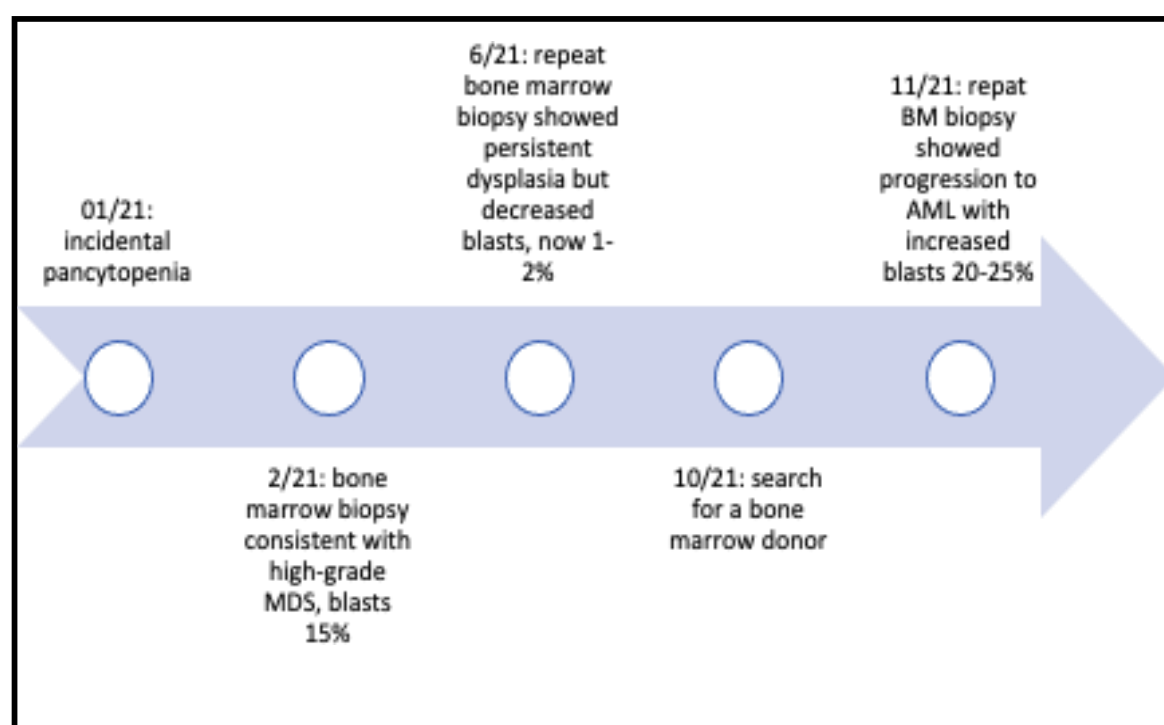 01/21:
incidental
pancytopenia
2/21: bone
marrow biopsy
consistent with
high-grade
MDS, blasts
15%
6/21: repeat
bone marrow
biopsy showed
persistent
dysplasia but
decreased
blasts, now 1-
2%
10/21: search
for a bone
marrow donor
11/21: repat
BM biopsy
showed
progression to
AML with
increased
blasts 20-25%